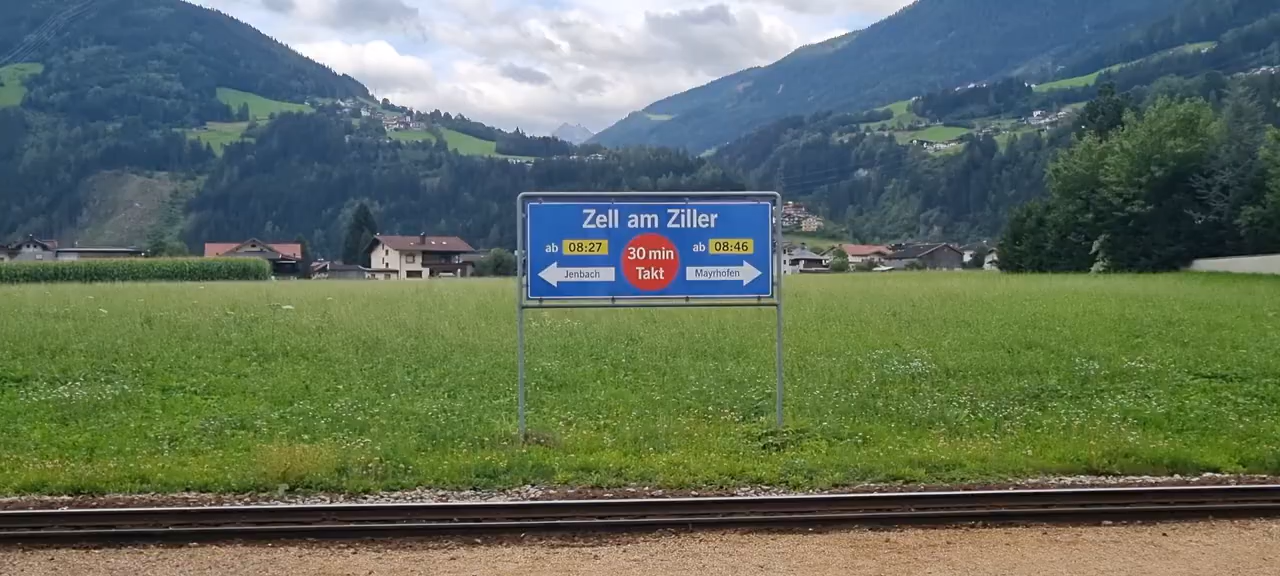 Zell am Ziller
ab 08:27
30 min
Takt
ab 08:46
Jenbach
Mayrhofen